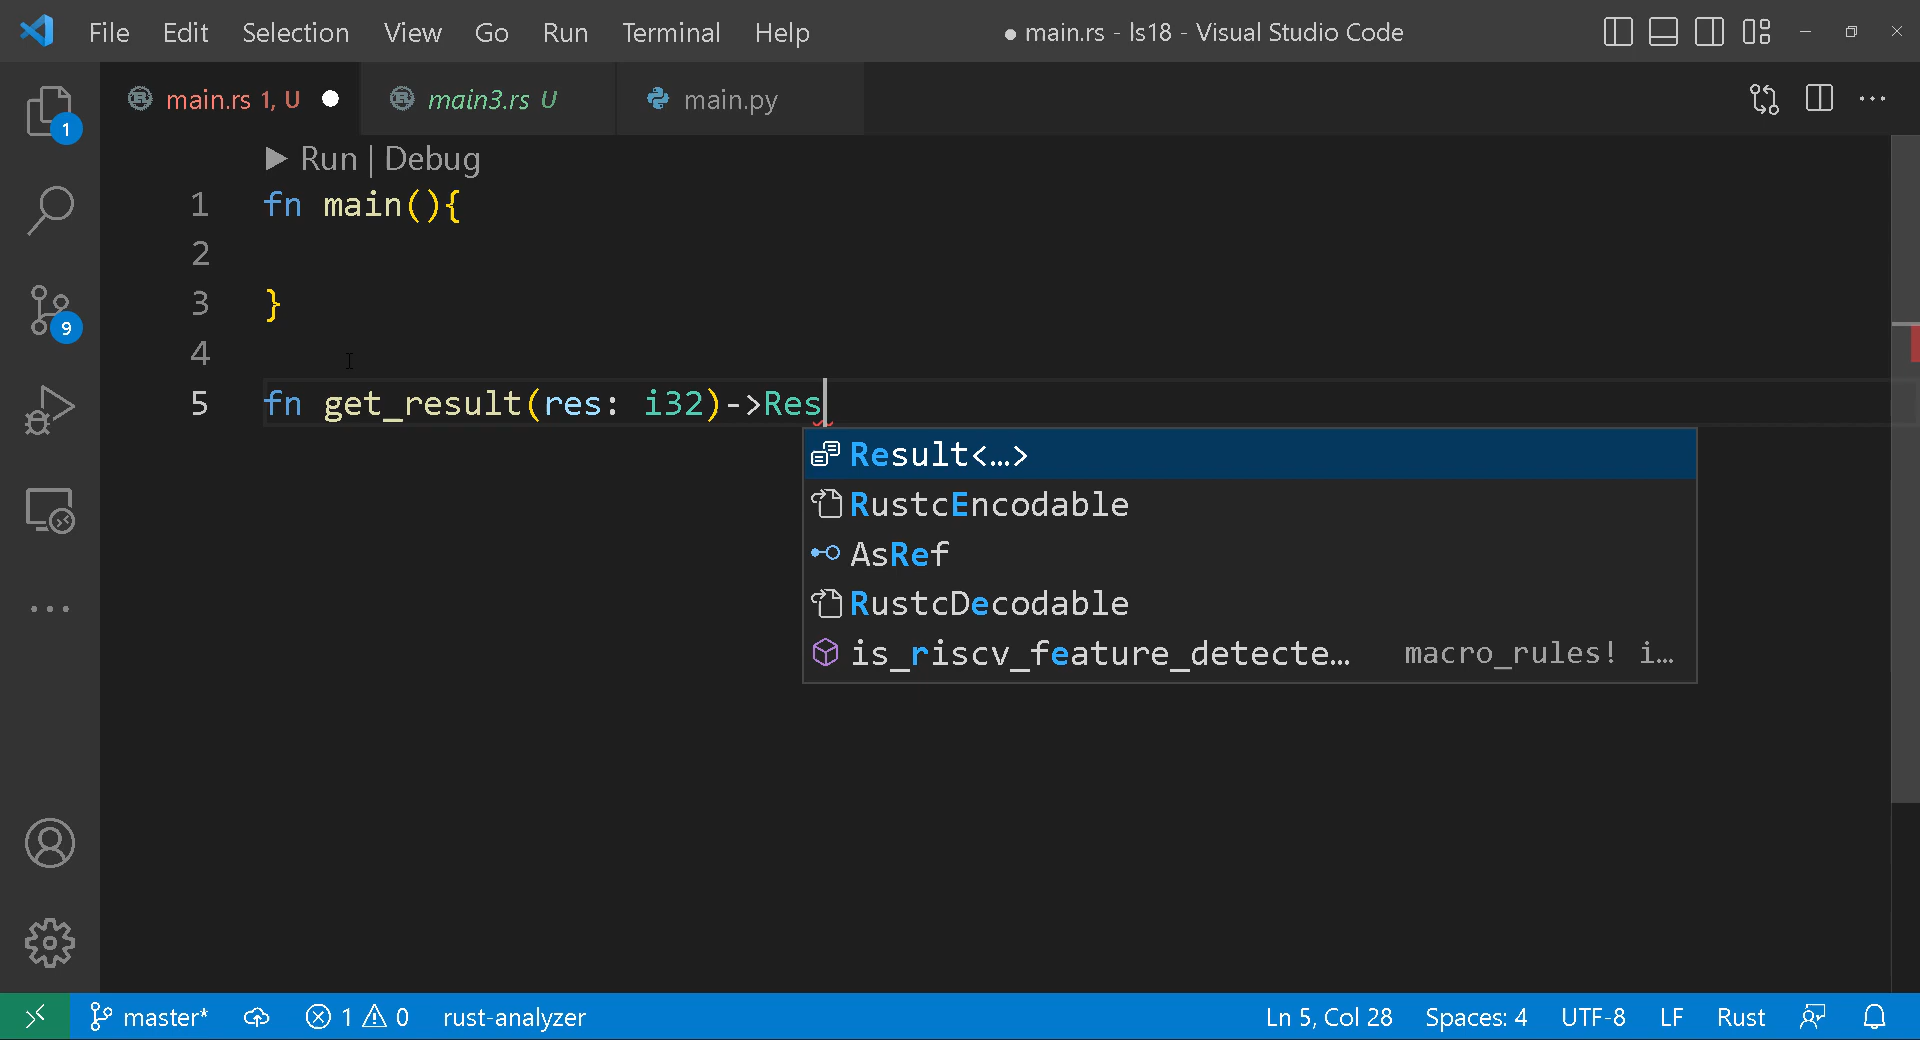 File Edit Selection View Go Run Terminal Help ● main.rs - ls18 - Visual Studio Code
main.rs 1, U ● main3.rs U main.py
1
▶ Run | Debug
1 fn main(){
2
3 }
9
4
5 fn get_result(res: i32)->Res
Result<…>
RustcEncodable
AsRef
RustcDecodable
is_riscv_feature_detecte… macro_rules! i…
master* 1 0 rust-analyzer Ln 5, Col 28 Spaces: 4 UTF-8 LF Rust